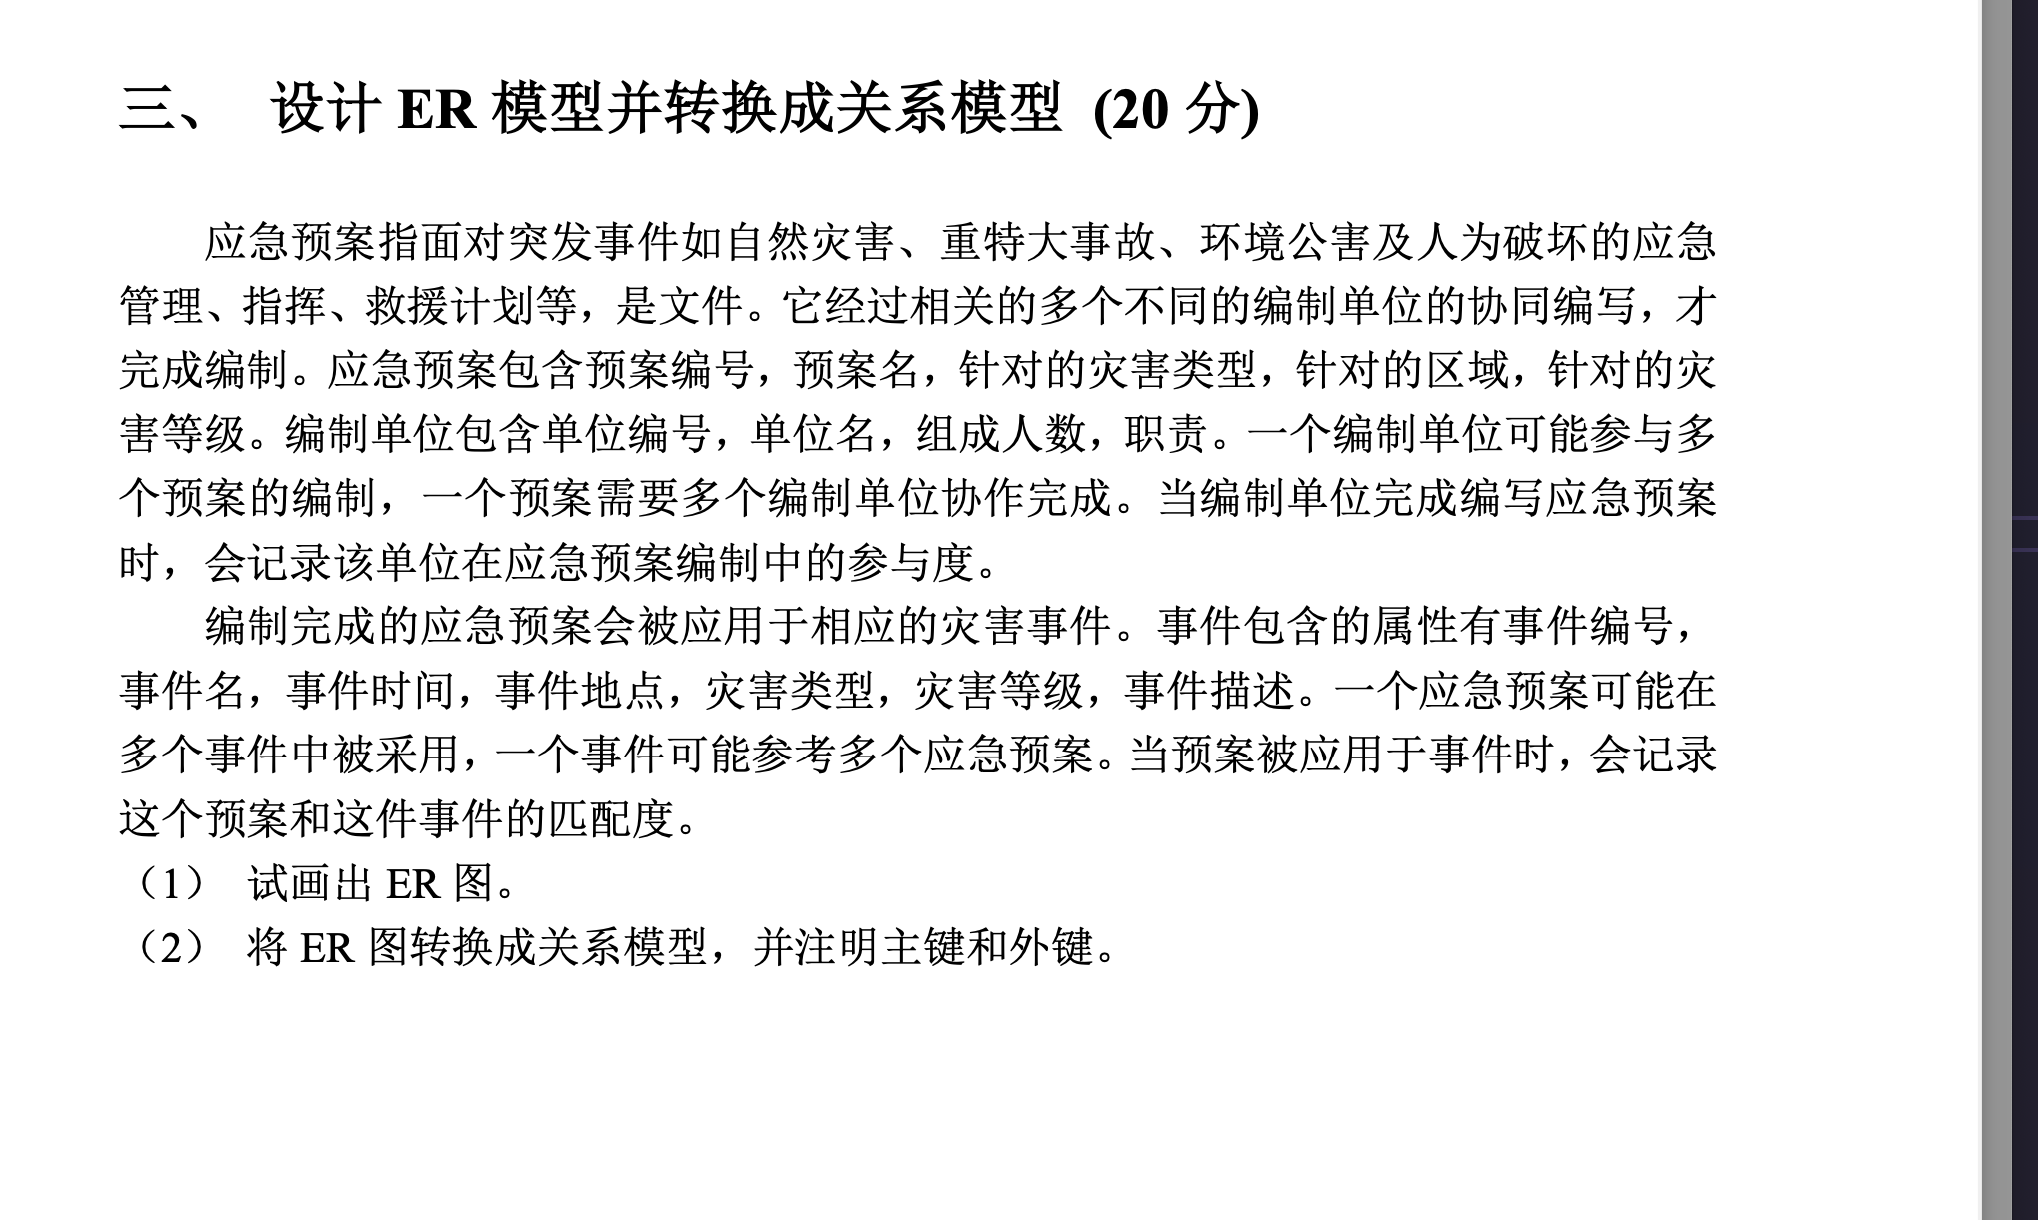 三、 设计 ER 模型并转换成关系模型 (20 分)
应急预案指面对突发事件如自然灾害、重特大事故、环境公害及人为破坏的应急
管理、指挥、救援计划等，是文件。它经过相关的多个不同的编制单位的协同编写，才
完成编制。应急预案包含预案编号，预案名，针对的灾害类型，针对的区域，针对的灾
害等级。编制单位包含单位编号，单位名，组成人数，职责。一个编制单位可能参与多
个预案的编制，一个预案需要多个编制单位协作完成。当编制单位完成编写应急预案
时，会记录该单位在应急预案编制中的参与度。
编制完成的应急预案会被应用于相应的灾害事件。事件包含的属性有事件编号，
事件名，事件时间，事件地点，灾害类型，灾害等级，事件描述。一个应急预案可能在
多个事件中被采用，一个事件可能参考多个应急预案。当预案被应用于事件时，会记录
这个预案和这件事件的匹配度。
（1） 试画出 ER 图。
（2） 将 ER 图转换成关系模型，并注明主键和外键。